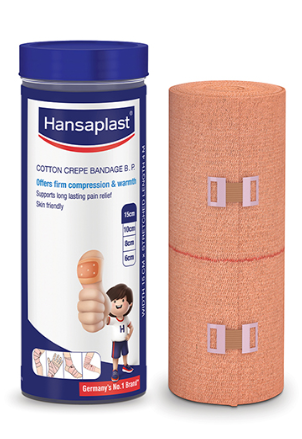 Hansaplast
COTTON CREPE BANDAGE B.P.
Offers firm compression & warmth
Supports long lasting pain relief
Skin friendly
15cm
10cm
8cm
6cm
WIDTH 15 CM x STRETCHED LENGTH 4 M
H
Germany's No.1 Brand*